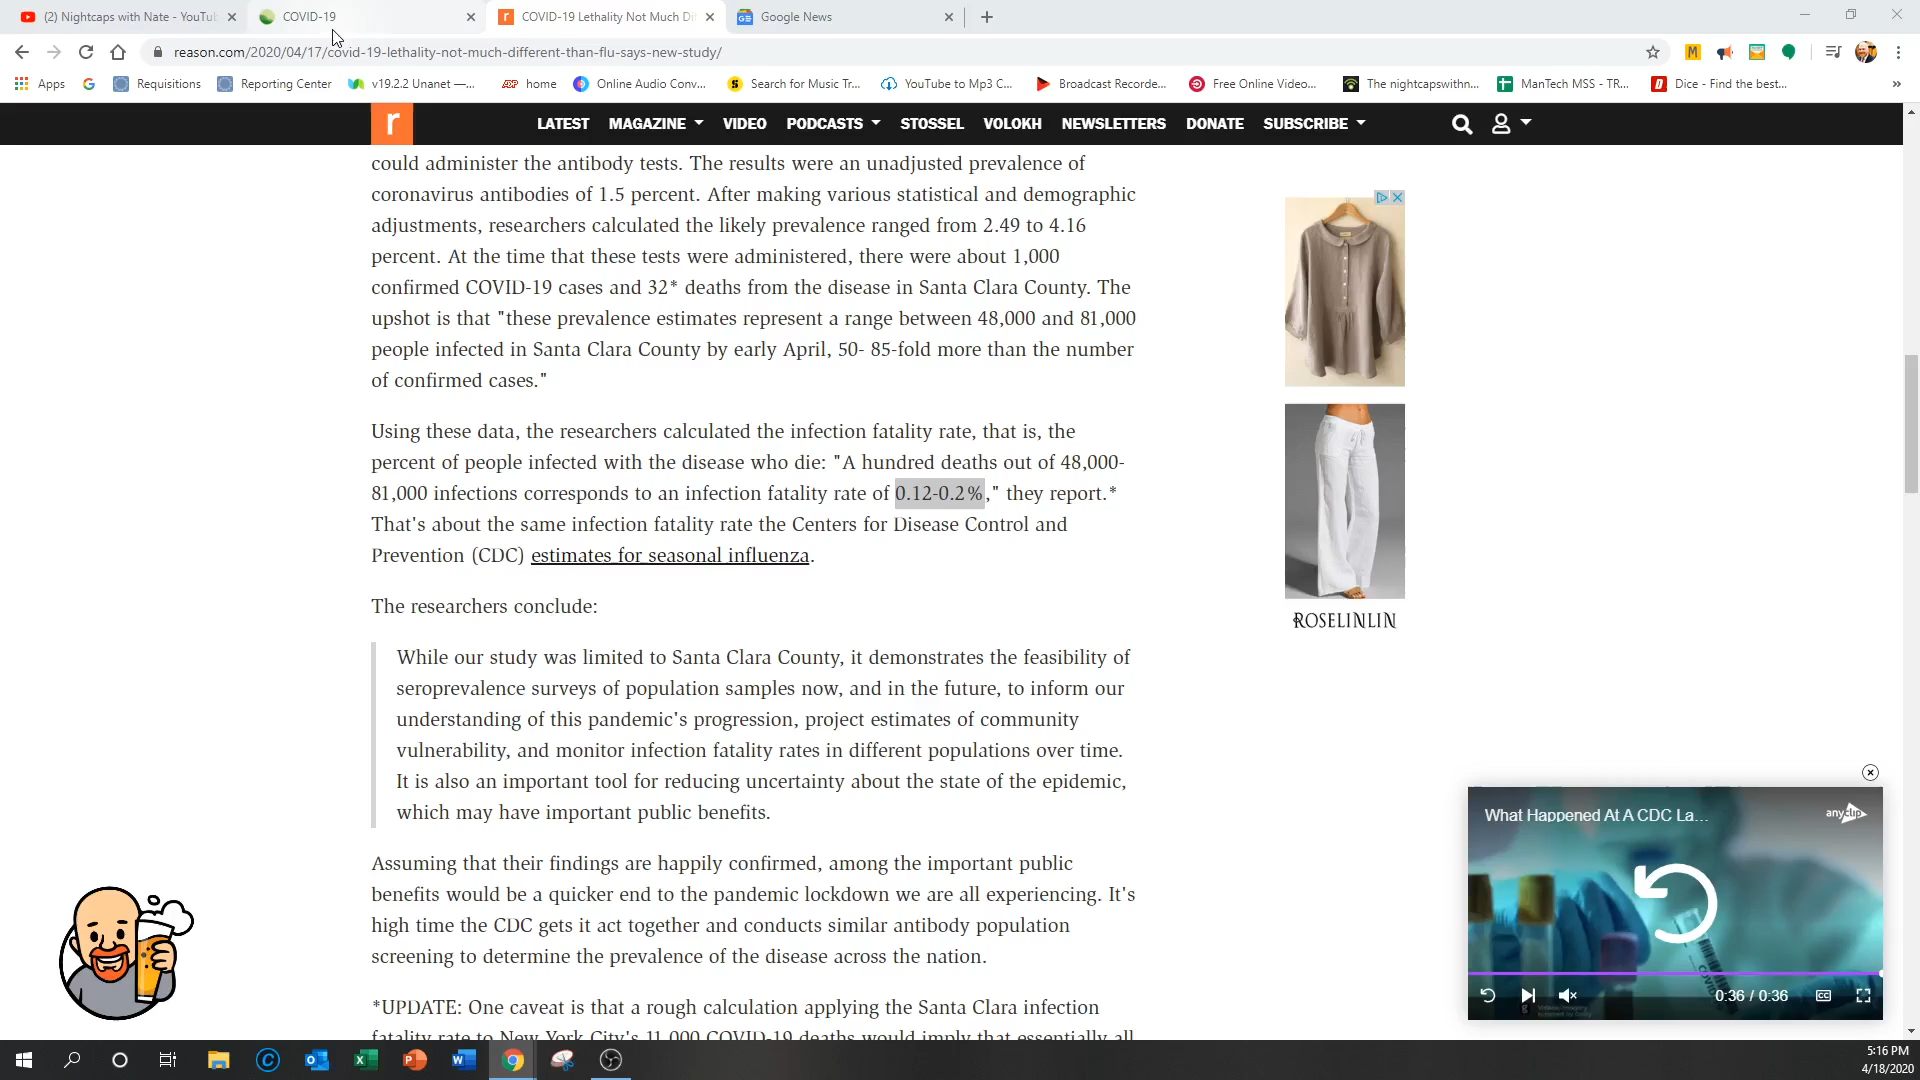 (2) Nightcaps with Nate - YouTu
COVID-19
COVID-19 Lethality Not Much Di
Google News
reason.com/2020/04/17/covid-19-lethality-not-much-different-than-flu-says-new-study/
Apps
Requisitions
Reporting Center
v19.2.2 Unanet —...
home
Online Audio Conv...
Search for Music Tr...
YouTube to Mp3 C...
Broadcast Recorde...
Free Online Video...
The nightcapswithn...
ManTech MSS - TR...
Dice - Find the best...
»
r
LATEST
MAGAZINE
VIDEO
PODCASTS
STOSSEL
VOLOKH
NEWSLETTERS
DONATE
SUBSCRIBE
could administer the antibody tests. The results were an unadjusted prevalence of
coronavirus antibodies of 1.5 percent. After making various statistical and demographic
adjustments, researchers calculated the likely prevalence ranged from 2.49 to 4.16
percent. At the time that these tests were administered, there were about 1,000
confirmed COVID-19 cases and 32* deaths from the disease in Santa Clara County. The
upshot is that "these prevalence estimates represent a range between 48,000 and 81,000
people infected in Santa Clara County by early April, 50- 85-fold more than the number
of confirmed cases."
Using these data, the researchers calculated the infection fatality rate, that is, the
percent of people infected with the disease who die: "A hundred deaths out of 48,000-
81,000 infections corresponds to an infection fatality rate of 0.12-0.2%," they report.*
That's about the same infection fatality rate the Centers for Disease Control and
Prevention (CDC) estimates for seasonal influenza.
The researchers conclude:
While our study was limited to Santa Clara County, it demonstrates the feasibility of
seroprevalence surveys of population samples now, and in the future, to inform our
understanding of this pandemic's progression, project estimates of community
vulnerability, and monitor infection fatality rates in different populations over time.
It is also an important tool for reducing uncertainty about the state of the epidemic,
which may have important public benefits.
Assuming that their findings are happily confirmed, among the important public
benefits would be a quicker end to the pandemic lockdown we are all experiencing. It's
high time the CDC gets it act together and conducts similar antibody population
screening to determine the prevalence of the disease across the nation.
*UPDATE: One caveat is that a rough calculation applying the Santa Clara infection
fatality rate to New York City's 11,000 COVID-19 deaths would imply that essentially all
ROSELINLIN
What Happened At A CDC La...
anyclip
0:36 / 0:36
CC
5:16 PM
4/18/2020